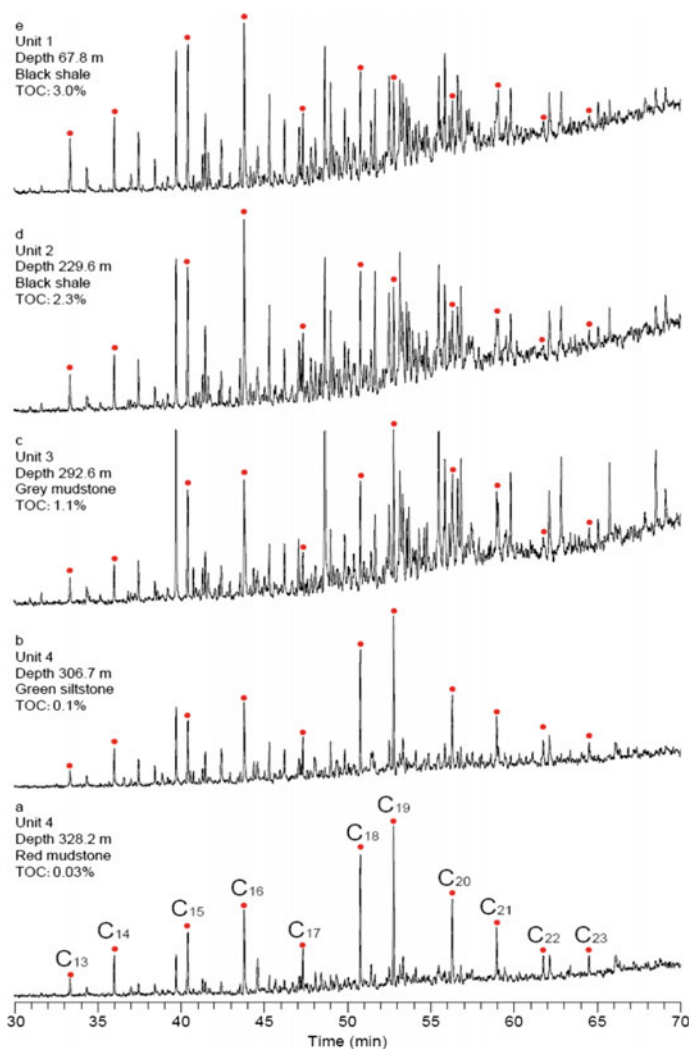 e
Unit 1
Depth 67.8 m
Black shale
TOC: 3.0%
d
Unit 2
Depth 229.6 m
Black shale
TOC: 2.3%
c
Unit 3
Depth 292.6 m
Grey mudstone
TOC: 1.1%
b
Unit 4
Depth 306.7 m
Green siltstone
TOC: 0.1%
a
Unit 4
Depth 328.2 m
Red mudstone
TOC: 0.03%
C13 C14 C15 C16 C17 C18 C19 C20 C21 C22 C23
30 35 40 45 50 55 60 65 70
Time (min)